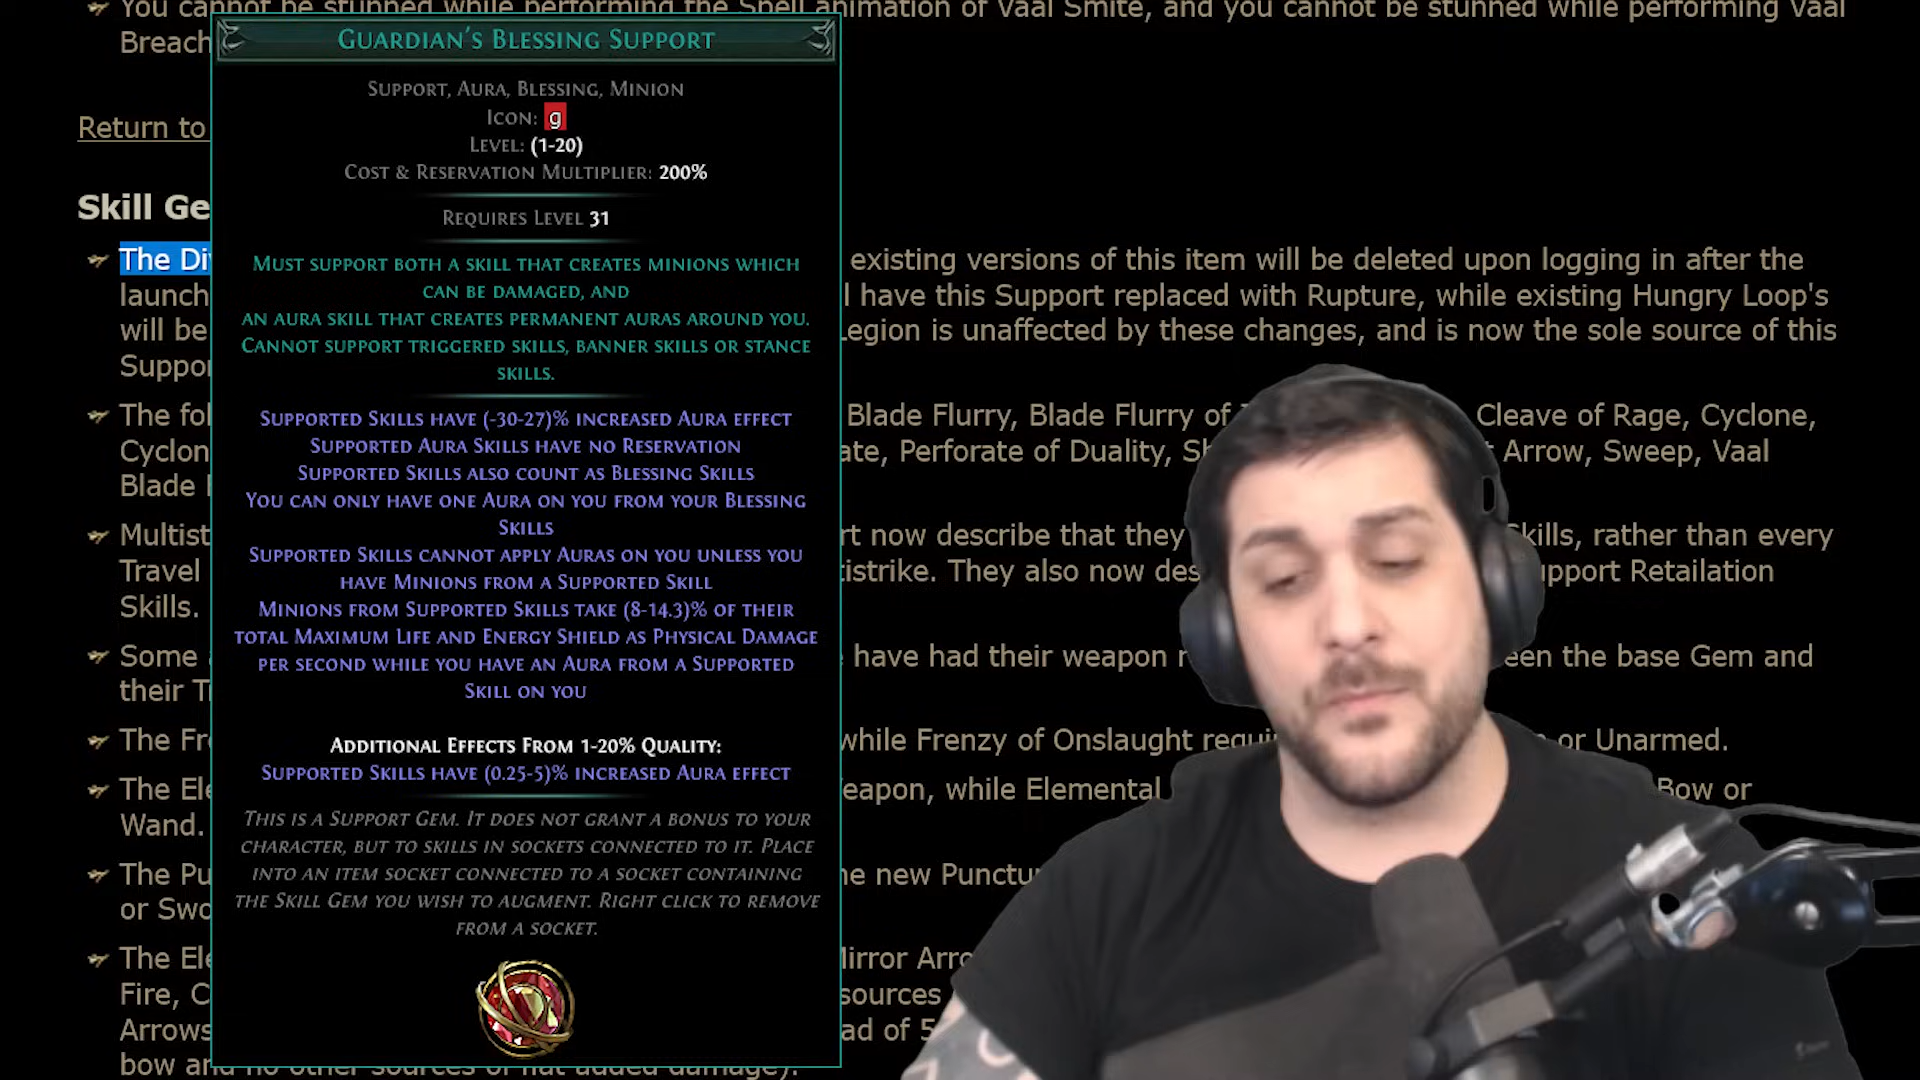 You cannot be stunned while performing the Spell animation of Vaal Smite, and you cannot be stunned while performing Vaal
Breach
Return to
Skill Ge
The Di existing versions of this item will be deleted upon logging in after the
launch l have this Support replaced with Rupture, while existing Hungry Loop's
will be Legion is unaffected by these changes, and is now the sole source of this
Suppor
The fol Blade Flurry, Blade Flurry of Cleave of Rage, Cyclone,
Cyclon ate, Perforate of Duality, Arrow, Sweep, Vaal
Blade
Multist rt now describe that they Skills, rather than every
Travel tistrike. They also now des upport Retailation
Skills.
Some have had their weapon een the base Gem and
their T
The Fr while Frenzy of Onslaught requi or Unarmed.
The Ele eapon, while Elemental Bow or
Wand.
The Pu he new Punctu
or Swo
The Ele Mirror Arro
Fire, C sources
Arrows ad of 5
bow and no other sources of flat added damage).
Guardian's Blessing Support
Support, Aura, Blessing, Minion
Icon: g
Level: (1-20)
Cost & Reservation Multiplier: 200%
Requires Level 31
Must support both a skill that creates minions which
can be damaged, and
an aura skill that creates permanent auras around you.
Cannot support triggered skills, banner skills or stance
skills.
Supported Skills have (-30-27)% increased Aura effect
Supported Aura Skills have no Reservation
Supported Skills also count as Blessing Skills
You can only have one Aura on you from your Blessing
Skills
Supported Skills cannot apply Auras on you unless you
have Minions from a Supported Skill
Minions from Supported Skills take (8-14.3)% of their
total Maximum Life and Energy Shield as Physical Damage
per second while you have an Aura from a Supported
Skill on you
Additional Effects From 1-20% Quality:
Supported Skills have (0.25-5)% increased Aura effect
This is a Support Gem. It does not grant a bonus to your
character, but to skills in sockets connected to it. Place
into an item socket connected to a socket containing
the Skill Gem you wish to augment. Right click to remove
from a socket.